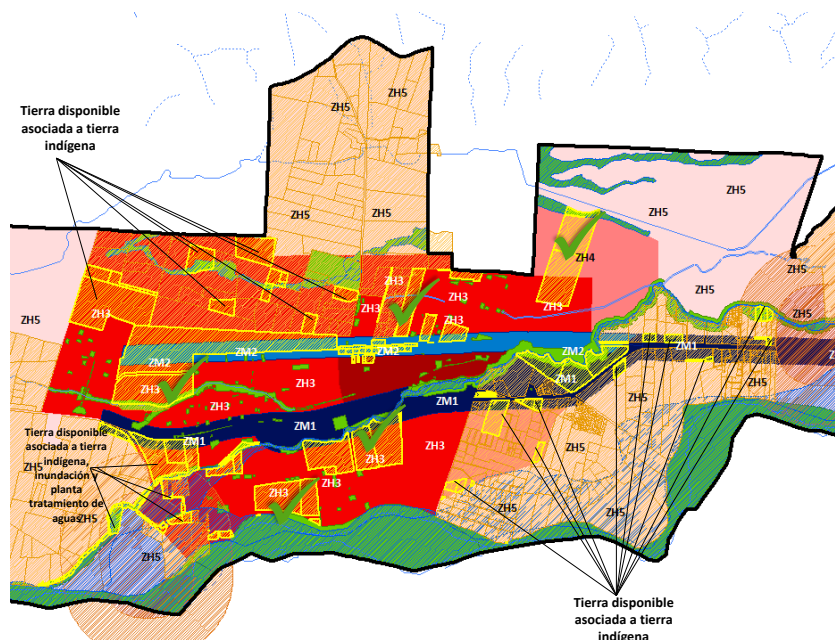 ZH5
Tierra disponible
asociada a tierra
indígena
ZH5
ZH5
ZH5
ZH5
ZH5
ZH4
ZH5
ZH3
ZH3
ZH5
ZH5
ZH3
ZH3
ZH5
ZH5
ZH3
ZM2
ZM2
ZM2
ZM2
ZM1
ZM1
ZH3
ZH3
ZH3
ZH5
ZM1
ZM1
ZM1
Tierra disponible
asociada a tierra
indígena,
inundación y
planta
tratamiento de
aguas
ZH5
ZH3
ZH3
ZH5
ZH3
ZH3
ZH5
ZH5
ZH5
Tierra disponible
asociada a tierra
indígena